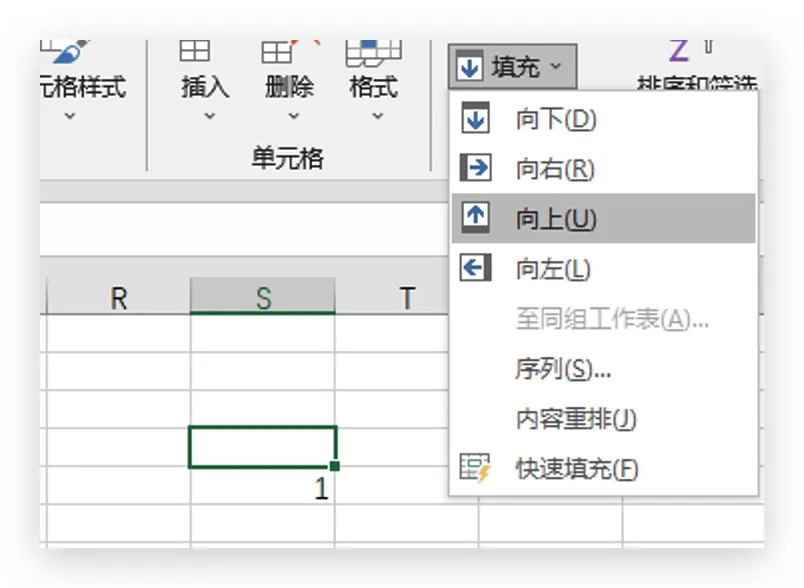 元格样式
插入
删除
格式
单元格
填充
排序和筛选
向下(D)
向右(R)
向上(U)
向左(L)
至同组工作表(A)...
序列(S)...
内容重排(J)
快速填充(F)
R
S
T
1